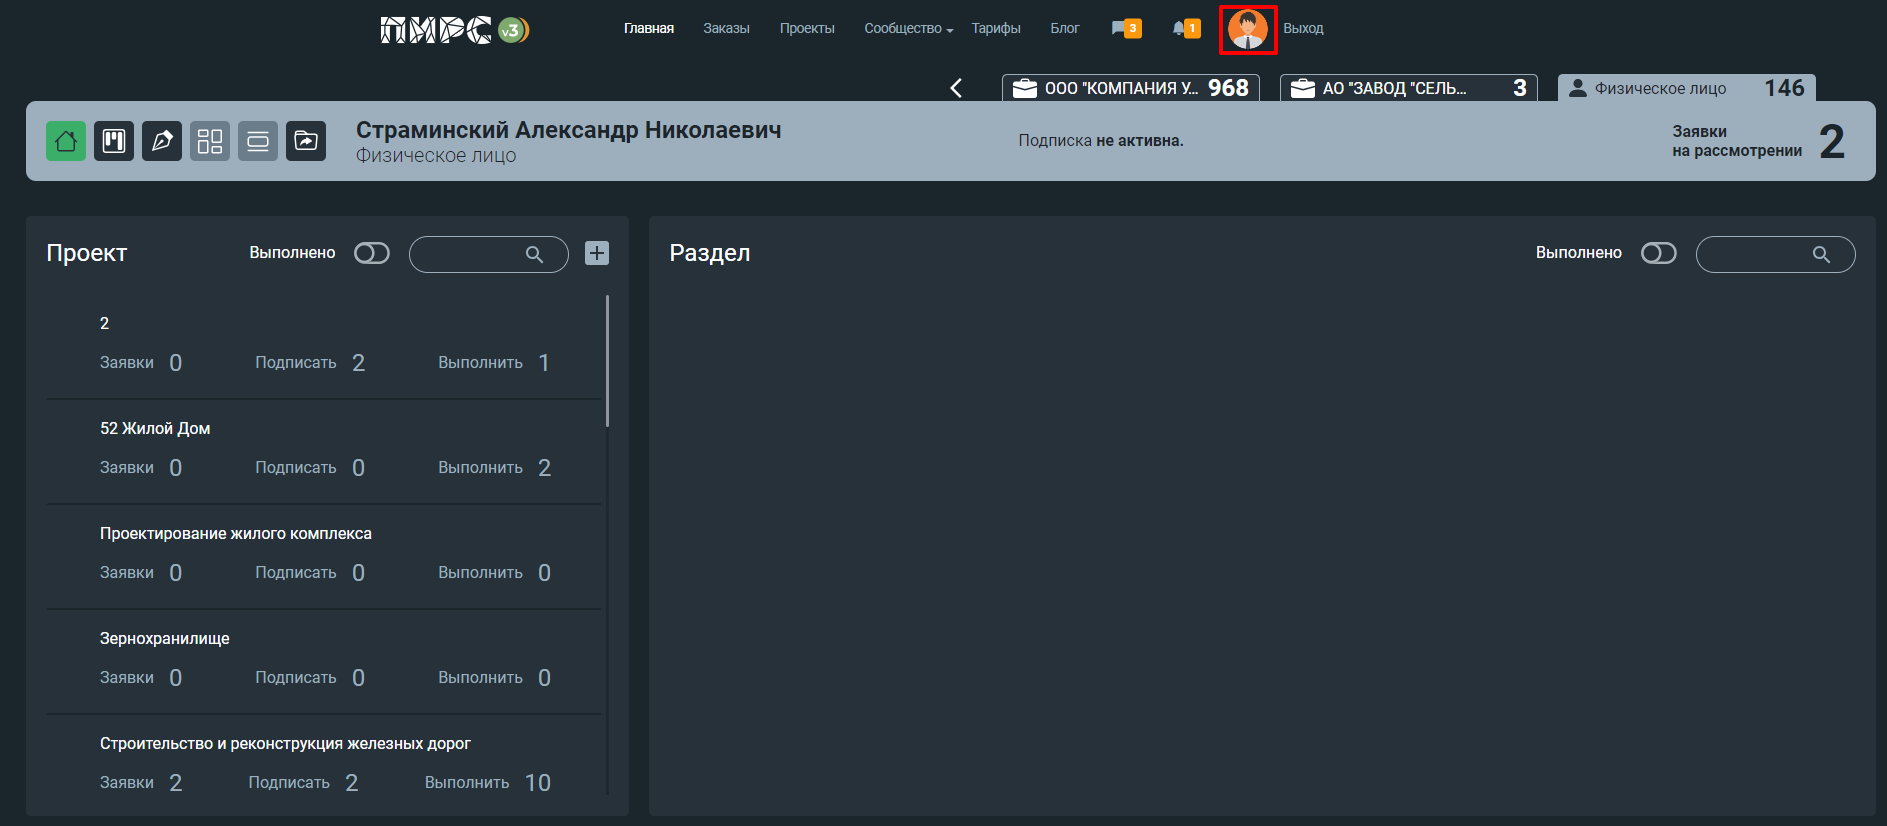 ПИРС v3
Главная Заказы Проекты Сообщество Тарифы Блог 3 1 Выход
ООО "КОМПАНИЯ У... 968 АО "ЗАВОД "СЕЛЬ... 3 Физическое лицо 146
Страминский Александр Николаевич
Физическое лицо
Подписка не активна.
Заявки
на рассмотрении 2
Проект Выполнено
2
Заявки 0 Подписать 2 Выполнить 1
52 Жилой Дом
Заявки 0 Подписать 0 Выполнить 2
Проектирование жилого комплекса
Заявки 0 Подписать 0 Выполнить 0
Зернохранилище
Заявки 0 Подписать 0 Выполнить 0
Строительство и реконструкция железных дорог
Заявки 2 Подписать 2 Выполнить 10
Раздел Выполнено